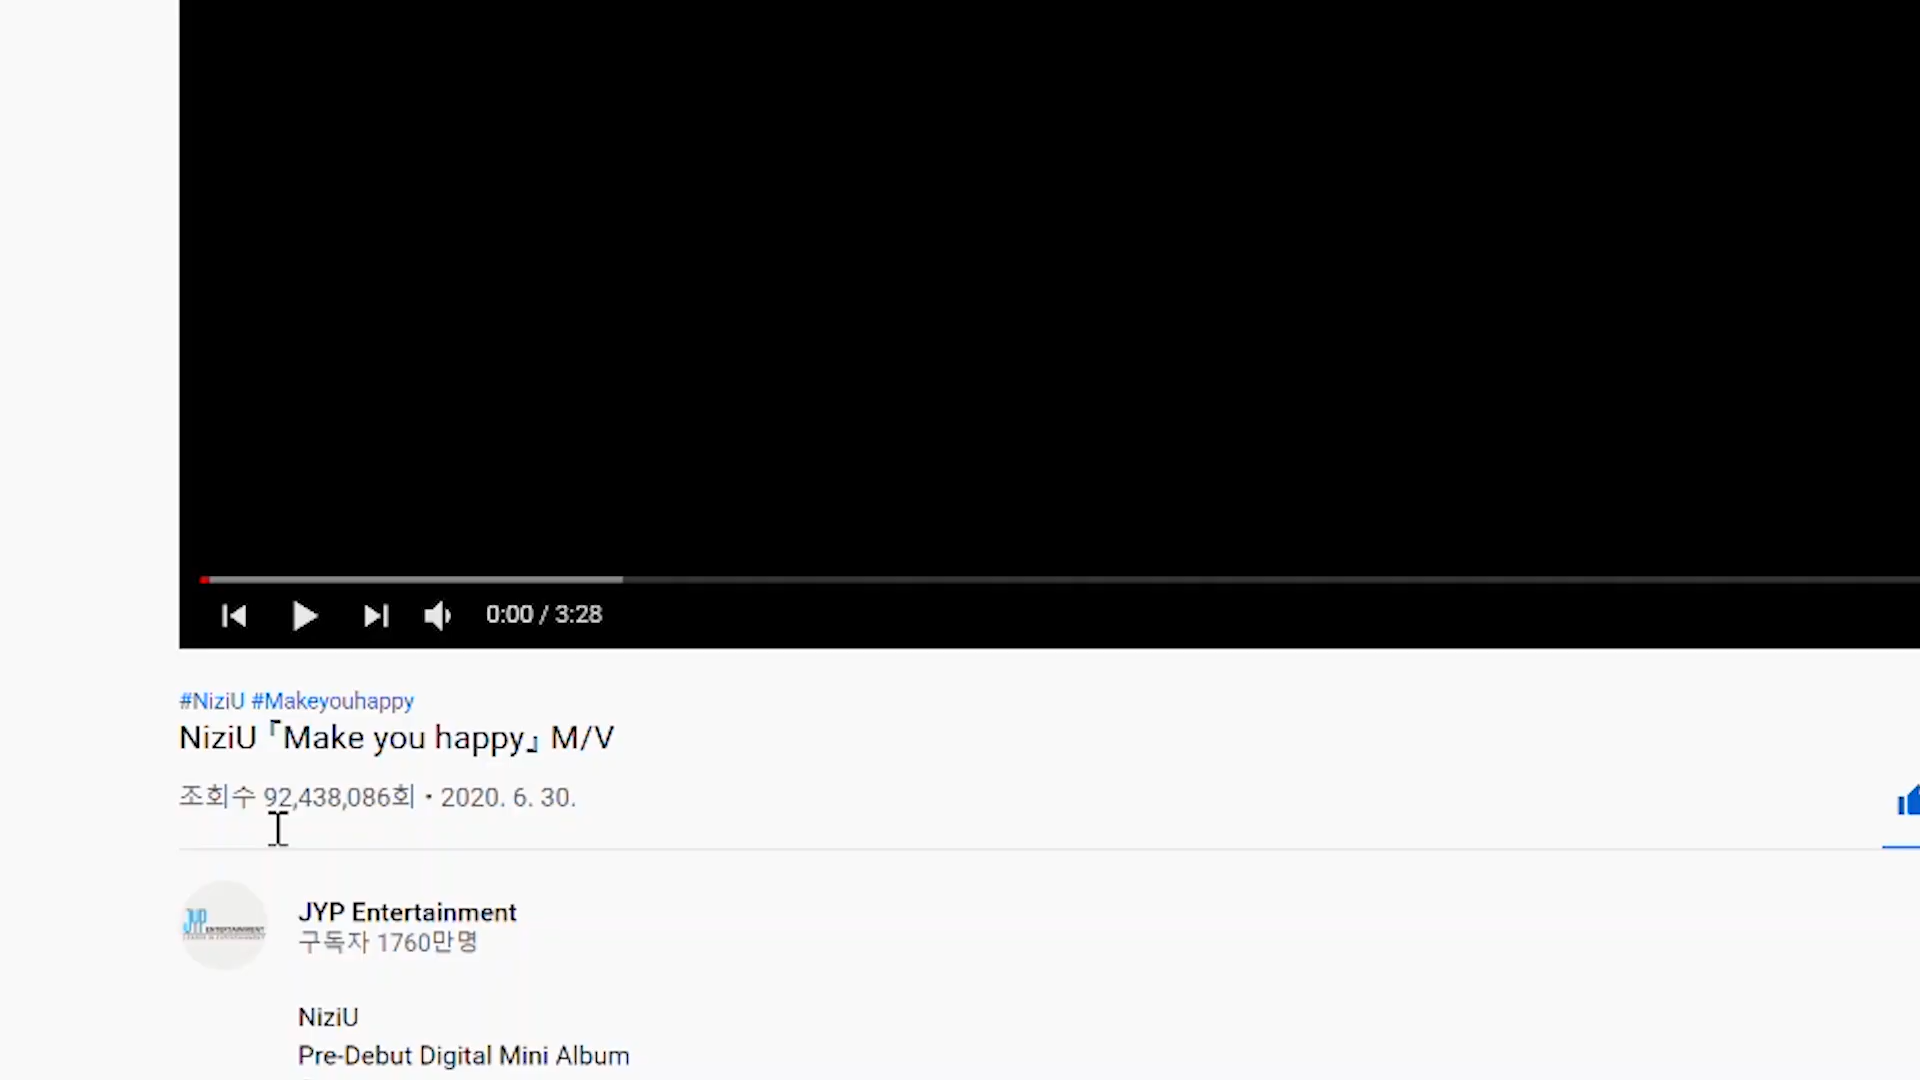 0:00 / 3:28
#NiziU #Makeyouhappy
NiziU『Make you happy』M/V
조회수 92,438,086회 • 2020. 6. 30.
JYP ENTERTAINMENT
JYP Entertainment
구독자 1760만명
NiziU
Pre-Debut Digital Mini Album